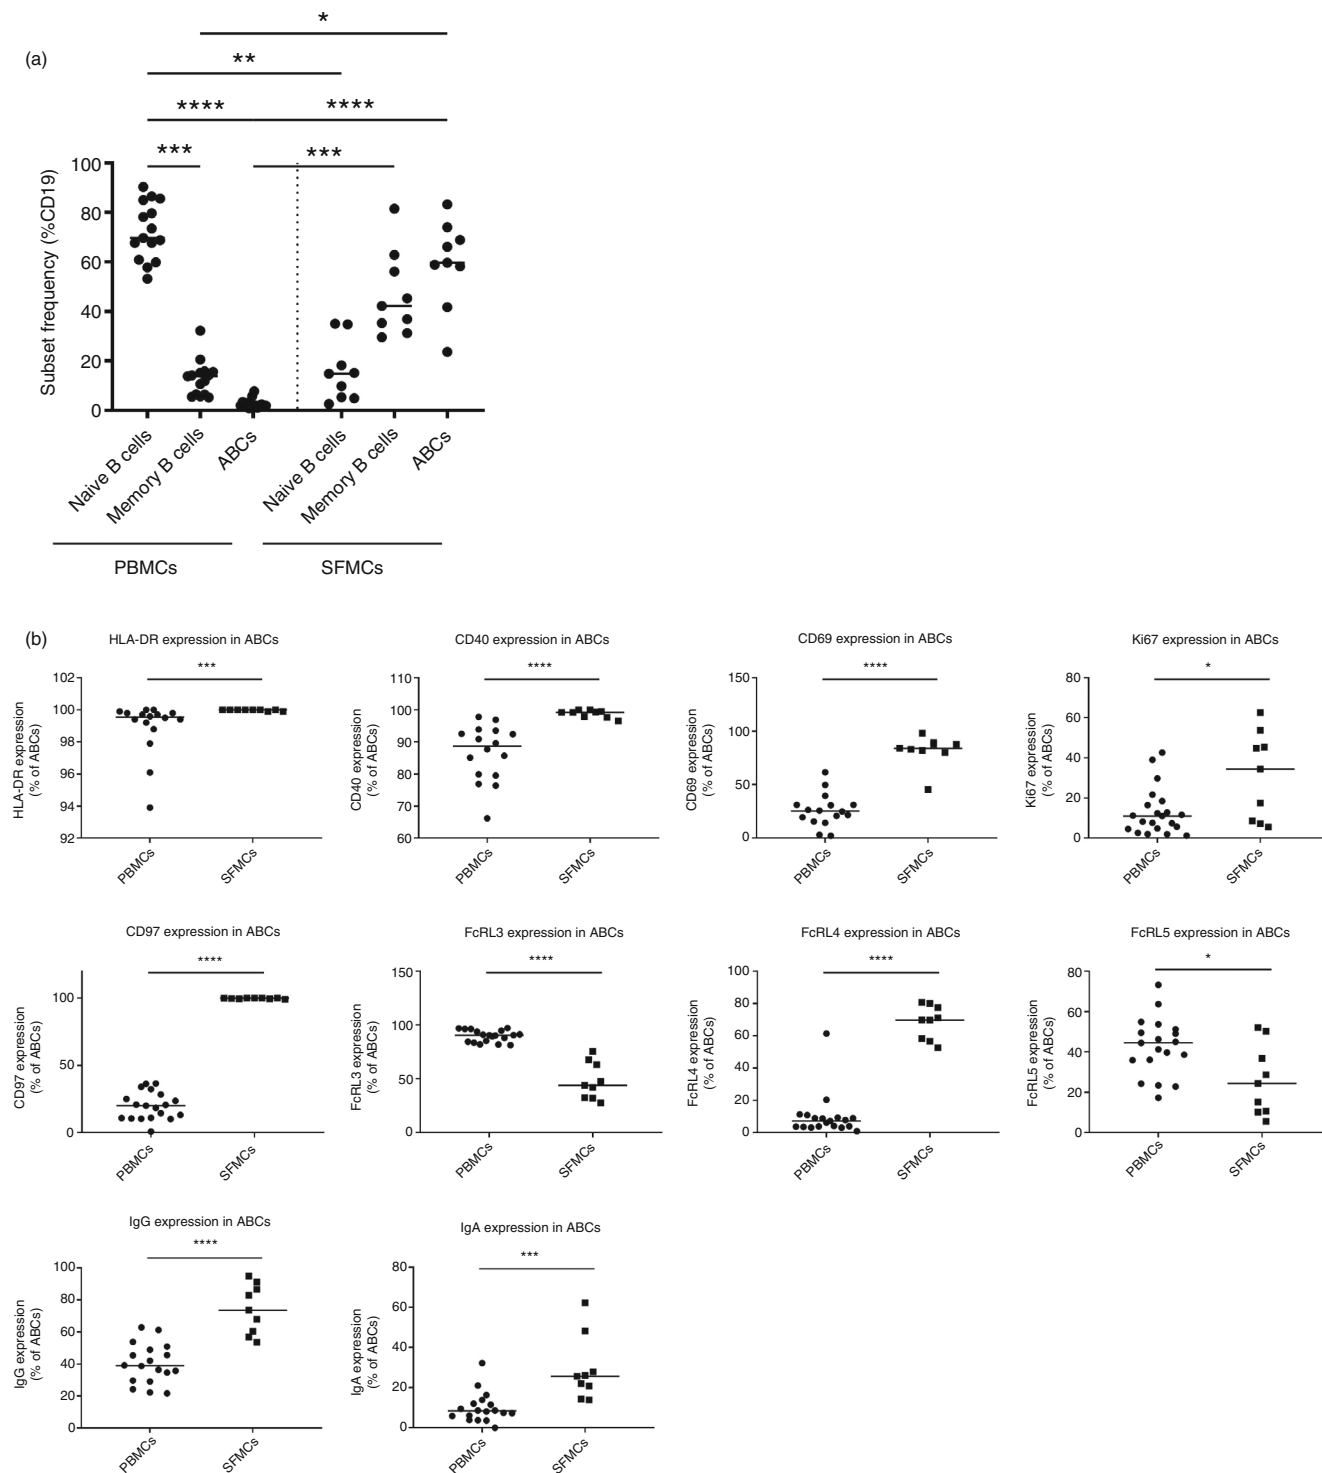 (a)
*
**
**** ****
*** ***
Subset frequency (%CD19)
100
80
60
40
20
0
Naive B cells
Memory B cells
ABCs
Naive B cells
Memory B cells
ABCs
PBMCs
SFMCs
(b)
HLA-DR expression in ABCs
***
HLA-DR expression
(% of ABCs)
102
100
99
96
94
92
PBMCs
SFMCs
CD40 expression in ABCs
****
CD40 expression
(% of ABCs)
110
100
90
80
70
60
PBMCs
SFMCs
CD69 expression in ABCs
****
CD69 expression
(% of ABCs)
150
100
50
0
PBMCs
SFMCs
Ki67 expression in ABCs
*
Ki67 expression
(% of ABCs)
80
60
40
20
0
PBMCs
SFMCs
CD97 expression in ABCs
****
CD97 expression
(% of ABCs)
100
50
0
PBMCs
SFMCs
FcRL3 expression in ABCs
****
FcRL3 expression
(% of ABCs)
150
100
50
0
PBMCs
SFMCs
FcRL4 expression in ABCs
****
FcRL4 expression
(% of ABCs)
100
80
60
40
20
0
PBMCs
SFMCs
FcRL5 expression in ABCs
*
FcRL5 expression
(% of ABCs)
80
60
40
20
0
PBMCs
SFMCs
IgG expression in ABCs
****
IgG expression
(% of ABCs)
100
80
60
40
20
0
PBMCs
SFMCs
IgA expression in ABCs
***
IgA expression
(% of ABCs)
80
60
40
20
0
PBMCs
SFMCs